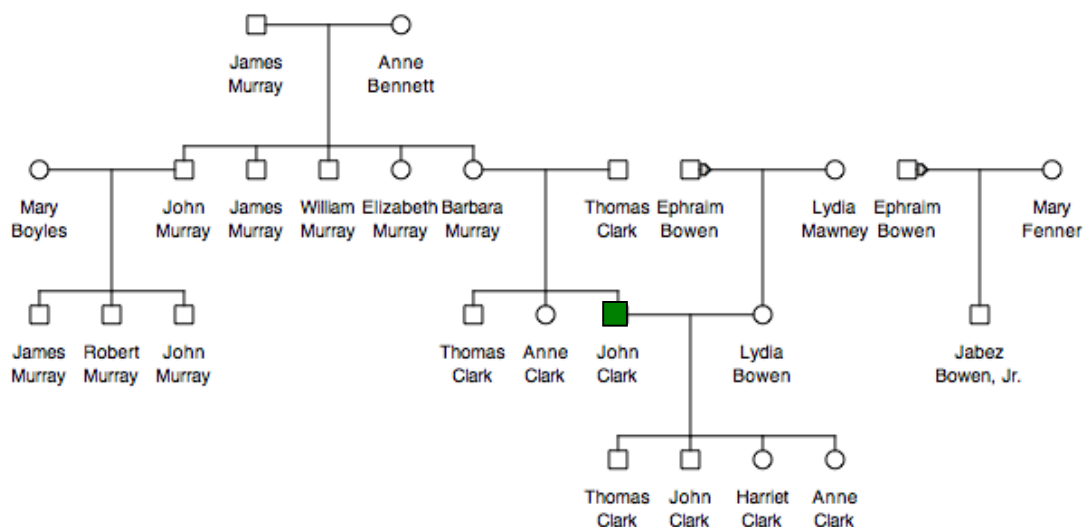 James Anne
Murray Bennett
Mary John James William Elizabeth Barbara Thomas Ephraim Lydia Ephraim Mary
Boyles Murray Murray Murray Murray Murray Clark Bowen Mawney Bowen Fenner
James Robert John Thomas Anne John Lydia Jabez
Murray Murray Murray Clark Clark Clark Bowen Bowen, Jr.
Thomas John Harriet Anne
Clark Clark Clark Clark